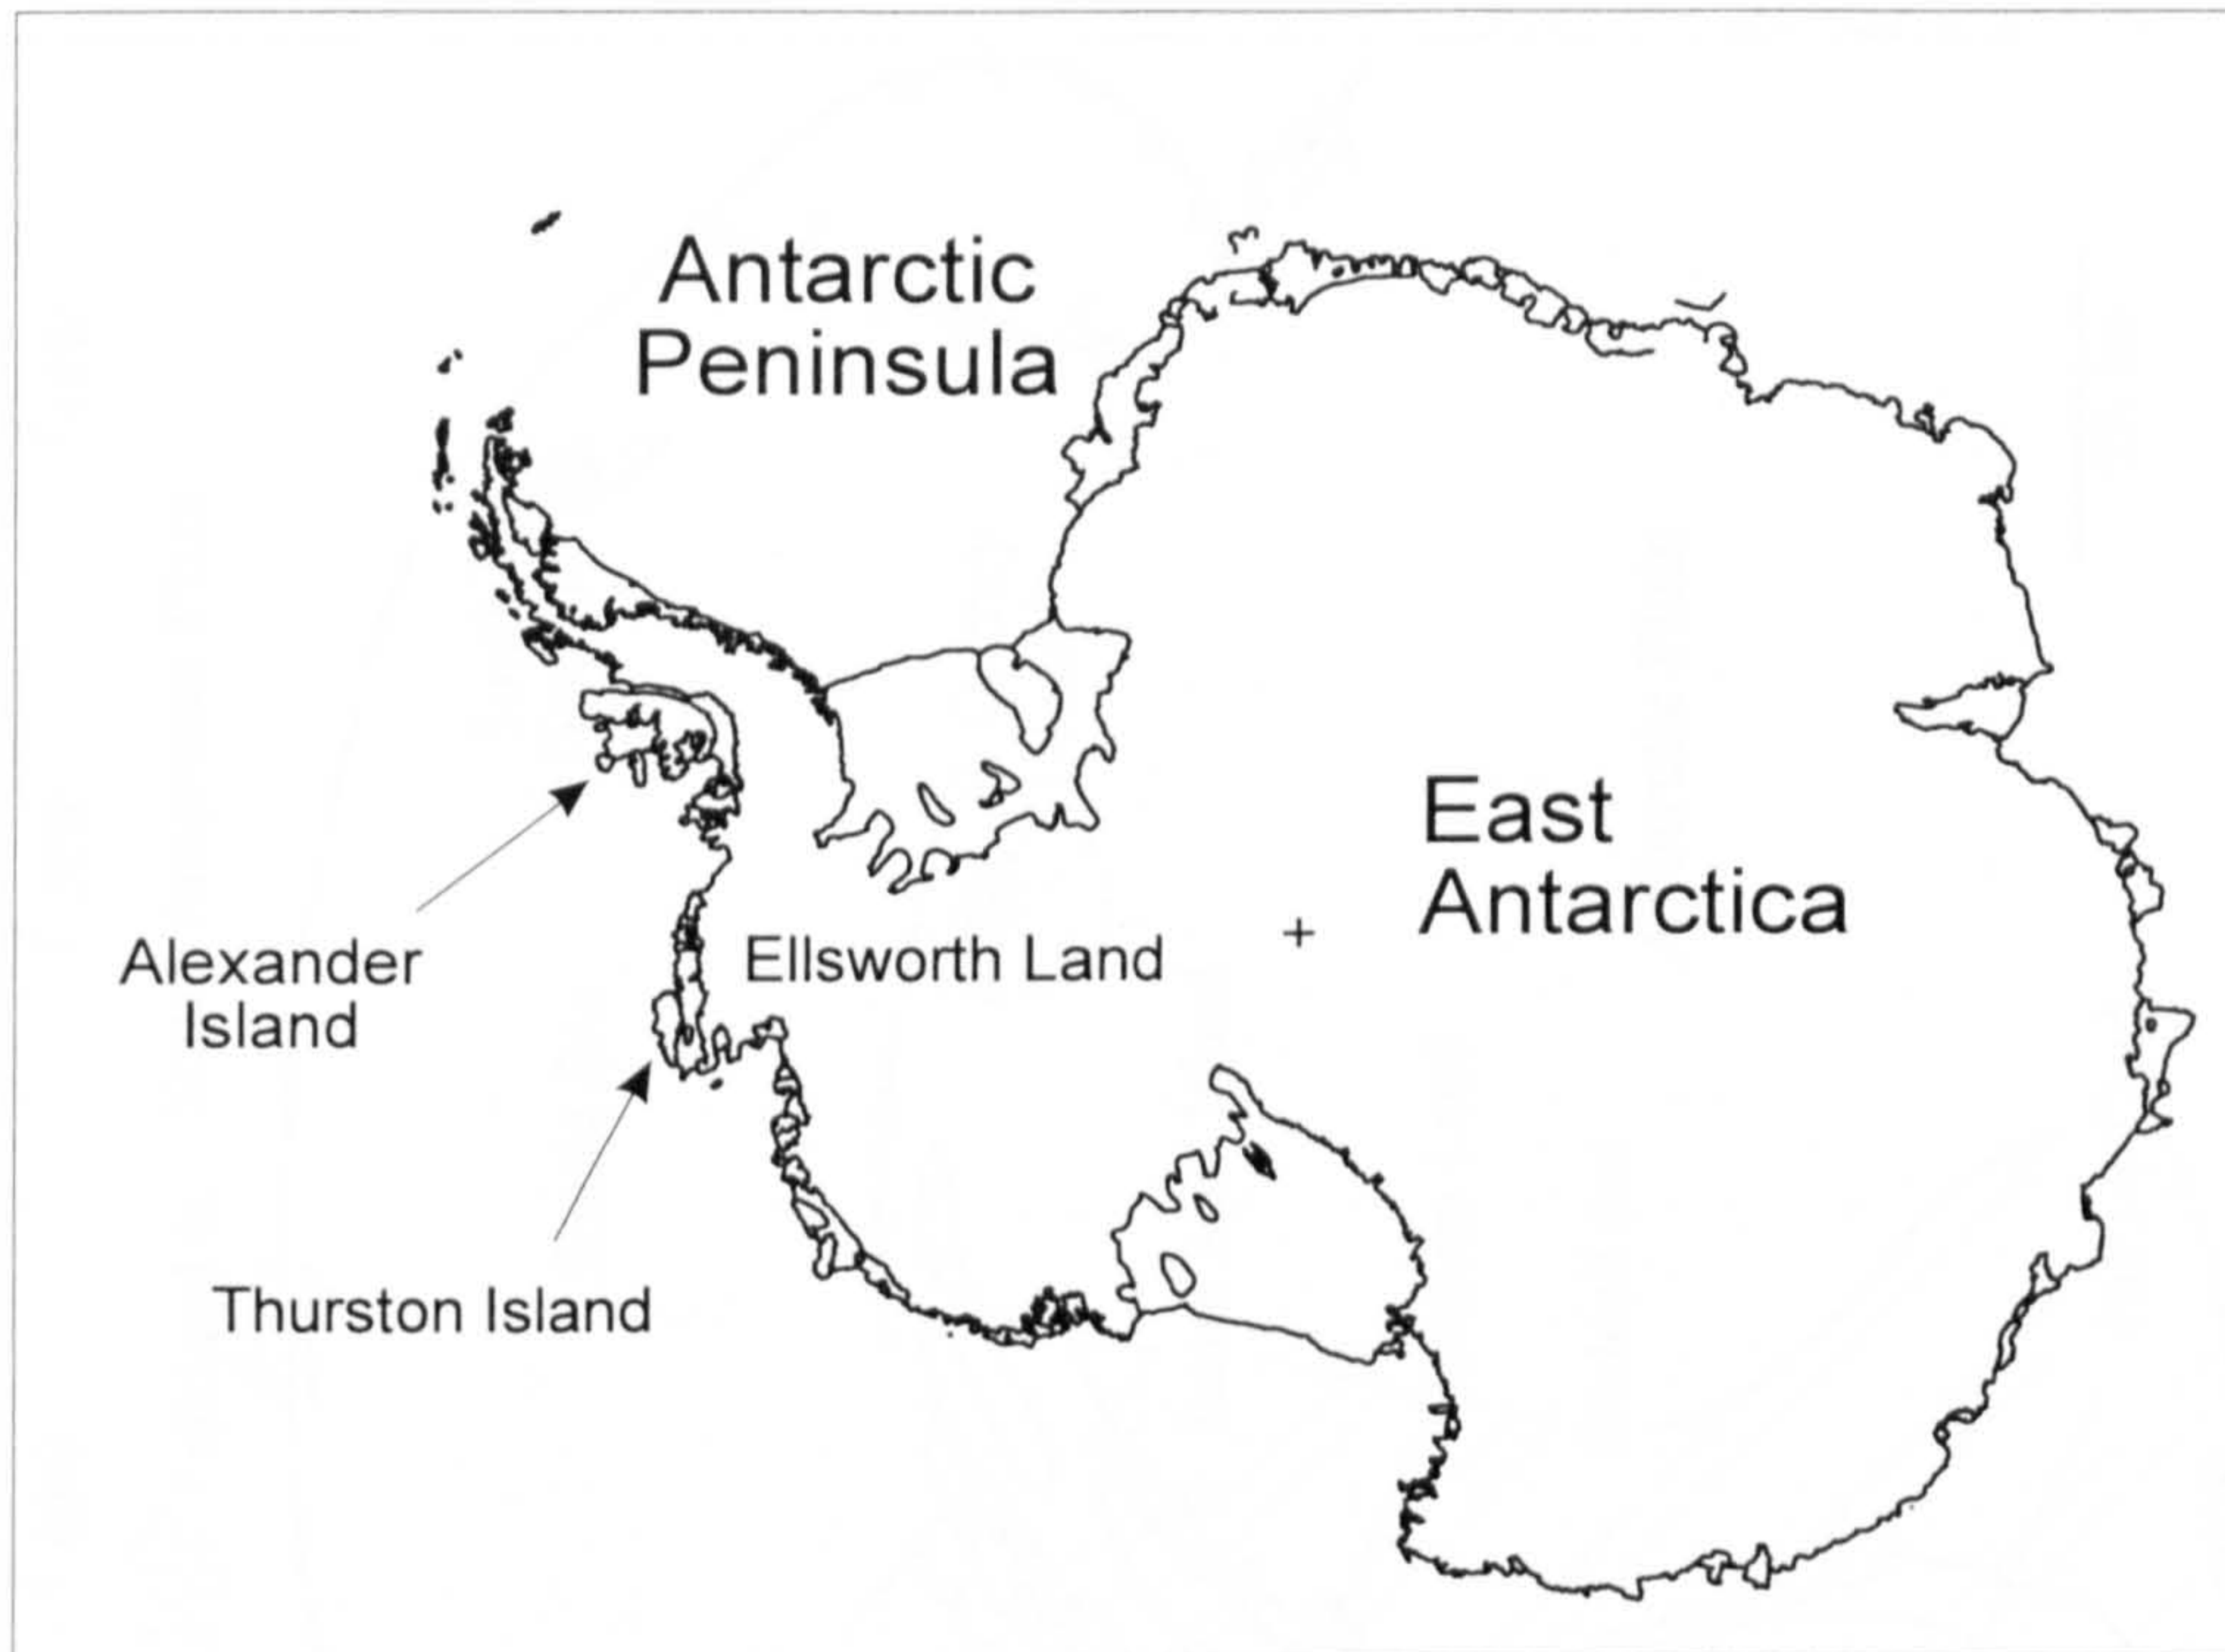 Antarctic
Peninsula
East
Antarctica
Ellsworth Land
Alexander
Island
Thurston Island